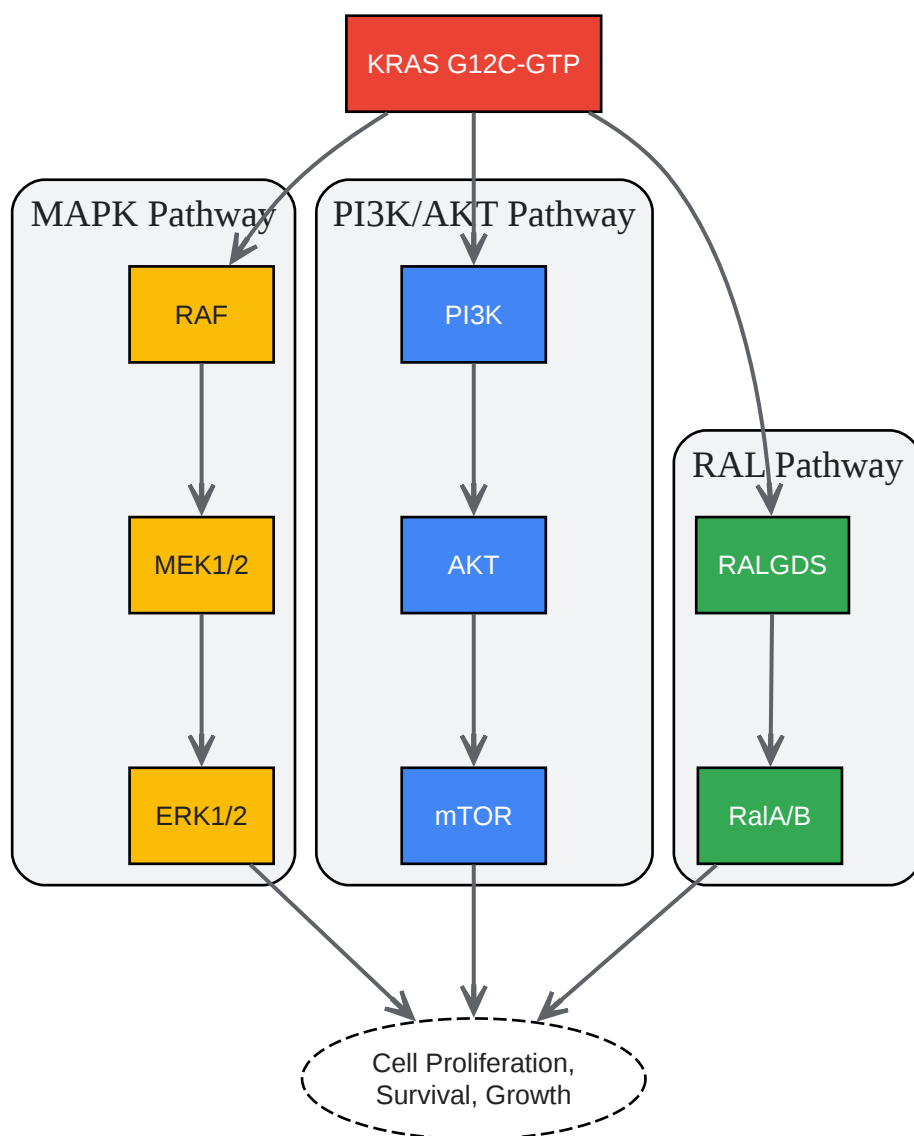 KRAS G12C-GTP
MAPK Pathway
PI3K/AKT Pathway
RAF
PI3K
RAL Pathway
MEK1/2
AKT
RALGDS
ERK1/2
mTOR
RalA/B
Cell Proliferation,
Survival, Growth